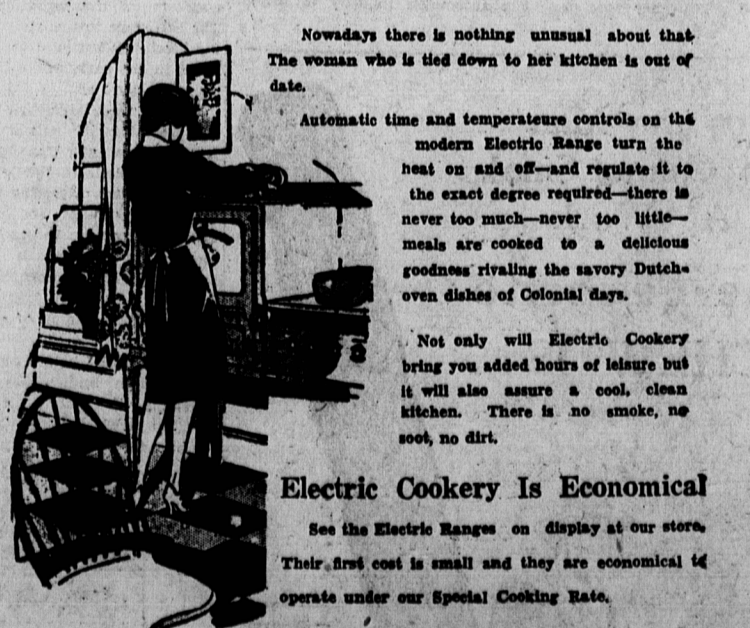 Nowadays there is nothing unusual about that.
The woman who is tied down to her kitchen is out of
date.
Automatic time and temperateure controls on the
modern Electric Range turn the
heat on and off—and regulate it to
the exact degree required—there is
never too much—never too little—
meals are cooked to a delicious
goodness rivaling the savory Dutch-
oven dishes of Colonial days.
Not only will Electric Cookery
bring you added hours of leisure but
it will also assure a cool, clean
kitchen. There is no smoke, no
soot, no dirt.
Electric Cookery Is Economical
See the Electric Ranges on display at our store.
Their first cost is small and they are economical to
operate under our Special Cooking Rate.